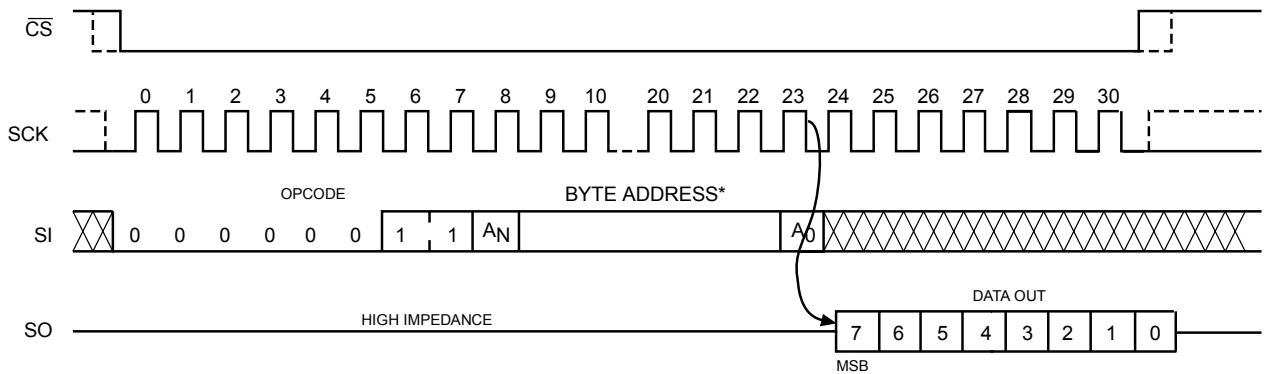 CS
0 1 2 3 4 5 6 7 8 9 10 20 21 22 23 24 25 26 27 28 29 30
SCK
OPCODE BYTE ADDRESS*
SI 0 0 0 0 0 0 1 1 AN A0
DATA OUT
SO HIGH IMPEDANCE 7 6 5 4 3 2 1 0
MSB